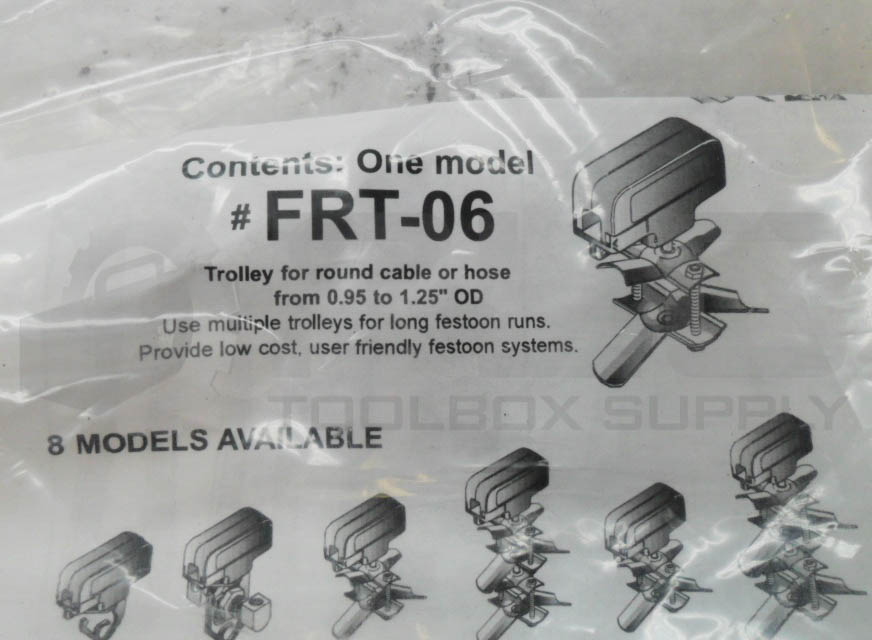 Contents: One model
# FRT-06
Trolley for round cable or hose
from 0.95 to 1.25" OD
Use multiple trolleys for long festoon runs.
Provide low cost, user friendly festoon systems.
TOOLBOX SUPPLY
8 MODELS AVAILABLE